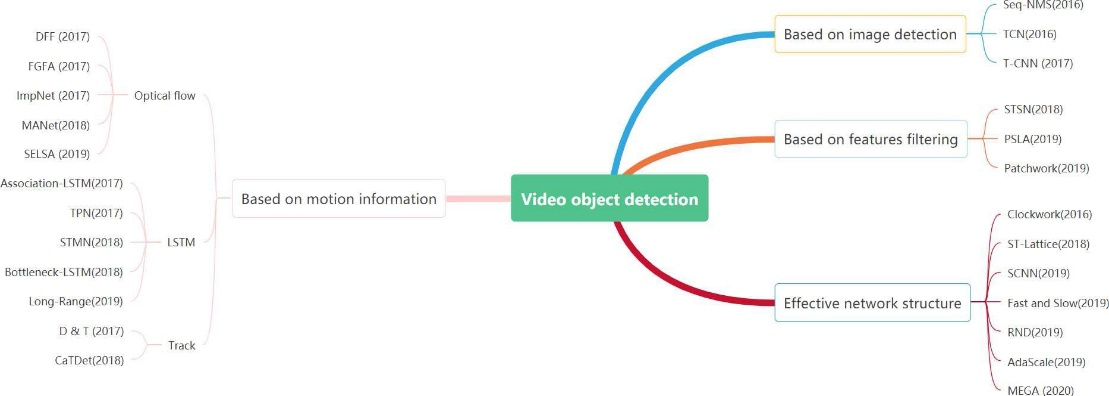 Video object detection
Based on image detection
Seq-NMS(2016)
TCN(2016)
T-CNN (2017)
Based on features filtering
STSN(2018)
PSLA(2019)
Patchwork(2019)
Effective network structure
Clockwork(2016)
ST-Lattice(2018)
SCNN(2019)
Fast and Slow(2019)
RND(2019)
AdaScale(2019)
MEGA (2020)
Based on motion information
Optical flow
DFF (2017)
FGFA (2017)
ImpNet (2017)
MANet(2018)
SELSA (2019)
LSTM
Association-LSTM(2017)
TPN(2017)
STMN(2018)
Bottleneck-LSTM(2018)
Long-Range(2019)
Track
D & T (2017)
CaTDet(2018)